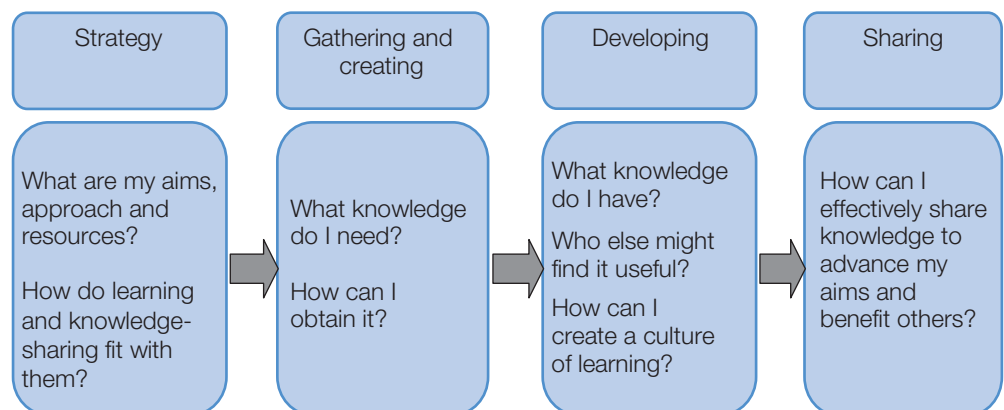 Strategy
Gathering and
creating
Developing
Sharing
What are my aims,
approach and
resources?
How do learning
and knowledge-
sharing fit with
them?
What knowledge
do I need?
How can I
obtain it?
What knowledge
do I have?
Who else might
find it useful?
How can I
create a culture
of learning?
How can I
effectively share
knowledge to
advance my
aims and
benefit others?